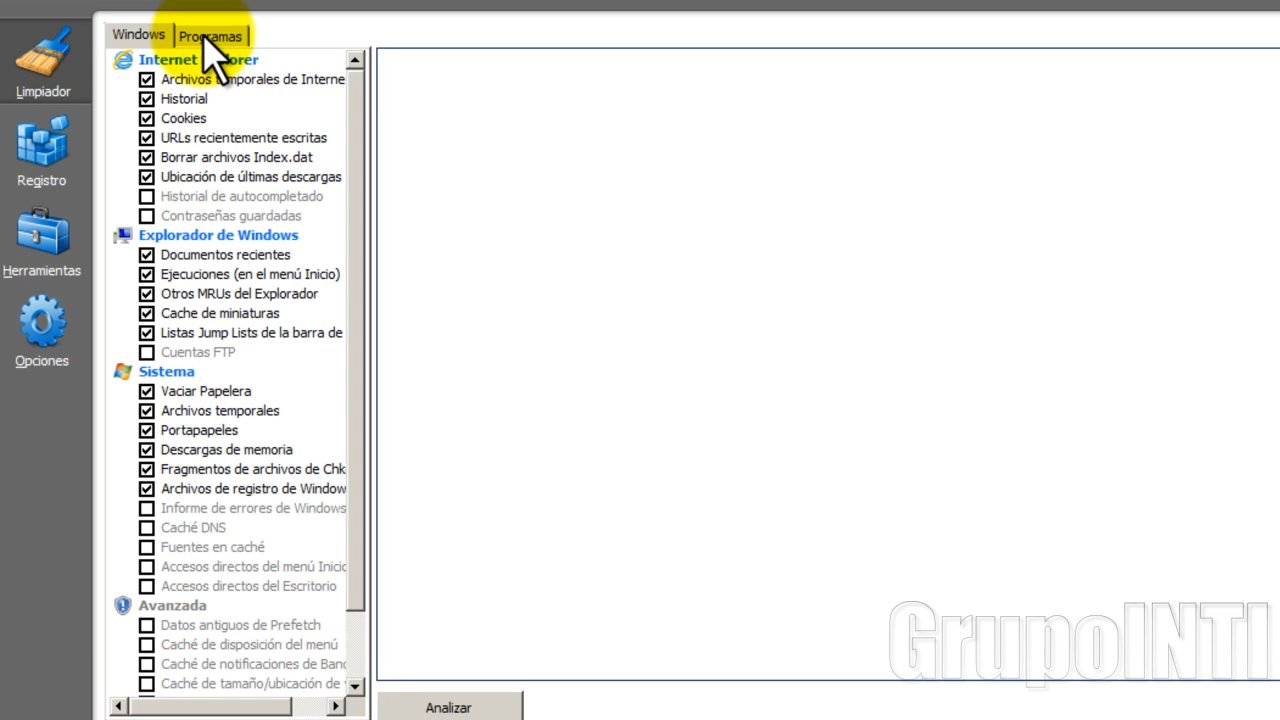 Windows
Programas
Limpiador
Registro
Herramientas
Opciones
Internet
Archivos temporales de Interne
Historial
Cookies
URLs recientemente escritas
Borrar archivos Index.dat
Ubicación de últimas descargas
Historial de autocompletado
Contraseñas guardadas
Explorador de Windows
Documentos recientes
Ejecuciones (en el menú Inicio)
Otros MRUs del Explorador
Cache de miniaturas
Listas Jump Lists de la barra de
Cuentas FTP
Sistema
Vaciar Papelera
Archivos temporales
Portapapeles
Descargas de memoria
Fragmentos de archivos de Chk
Archivos de registro de Window
Informe de errores de Windows
Caché DNS
Fuentes en caché
Accesos directos del menú Inicio
Accesos directos del Escritorio
Avanzada
Datos antiguos de Prefetch
Caché de disposición del menú
Caché de notificaciones de Band
Caché de tamaño/ubicación de
Analizar
GrupoINTI